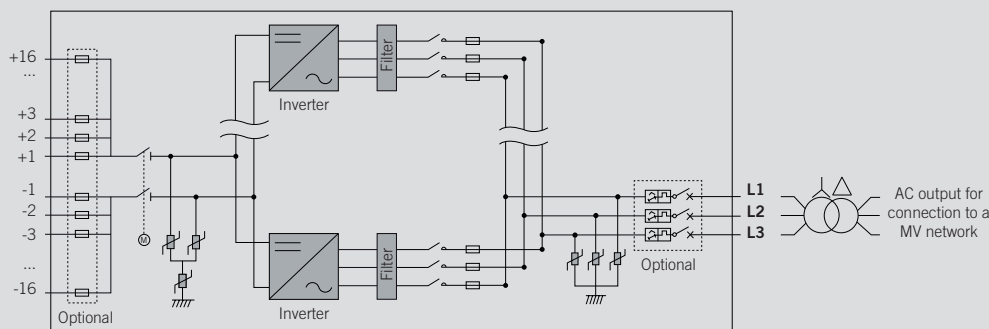 +16
...
+3
+2
+1
-1
-2
-3
...
-16
Optional
M
Inverter
Filter
Inverter
Filter
Optional
L1
L2
L3
AC output for
connection to a
MV network